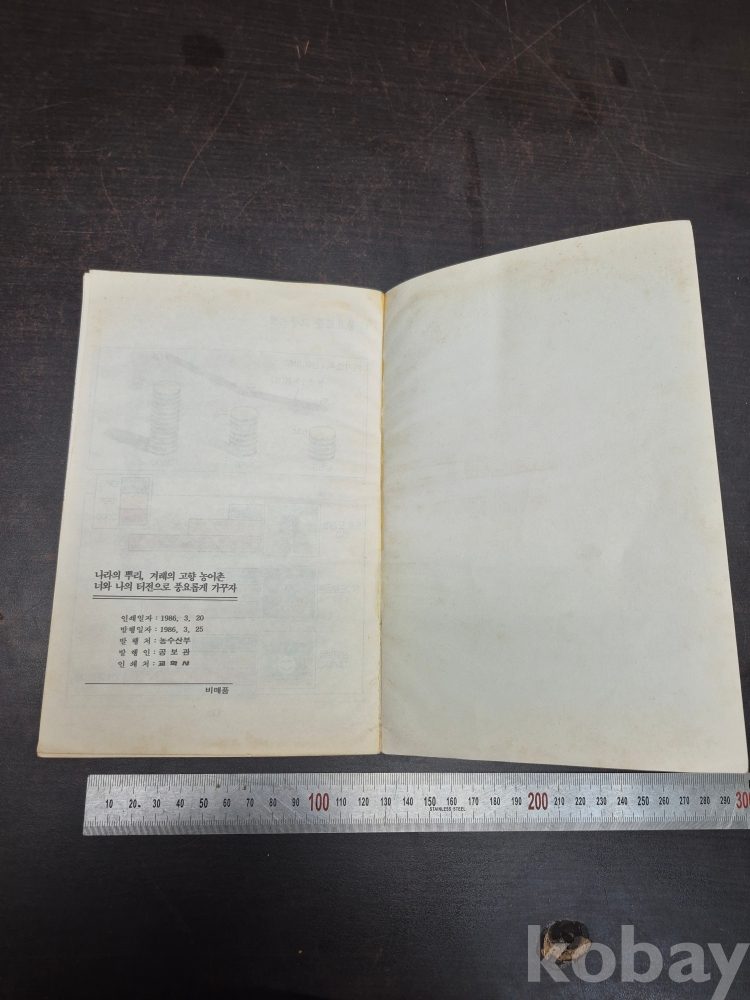 나라의 뿌리, 겨레의 고향 농어촌
너와 나의 터전으로 풍요롭게 가꾸자
인쇄일자 : 1986. 3. 20
발행일자 : 1986. 3. 25
발 행 처 : 농수산부
발 행 인 : 공 보 관
인 쇄 처 : 교 학 사
비매품
10 20 30 40 50 60 70 80 90 100 110 120 130 140 150 160 170 180 190 200 210 220 230 240 250 260 270 280 290 30
STAINLESS STEEL
kobay